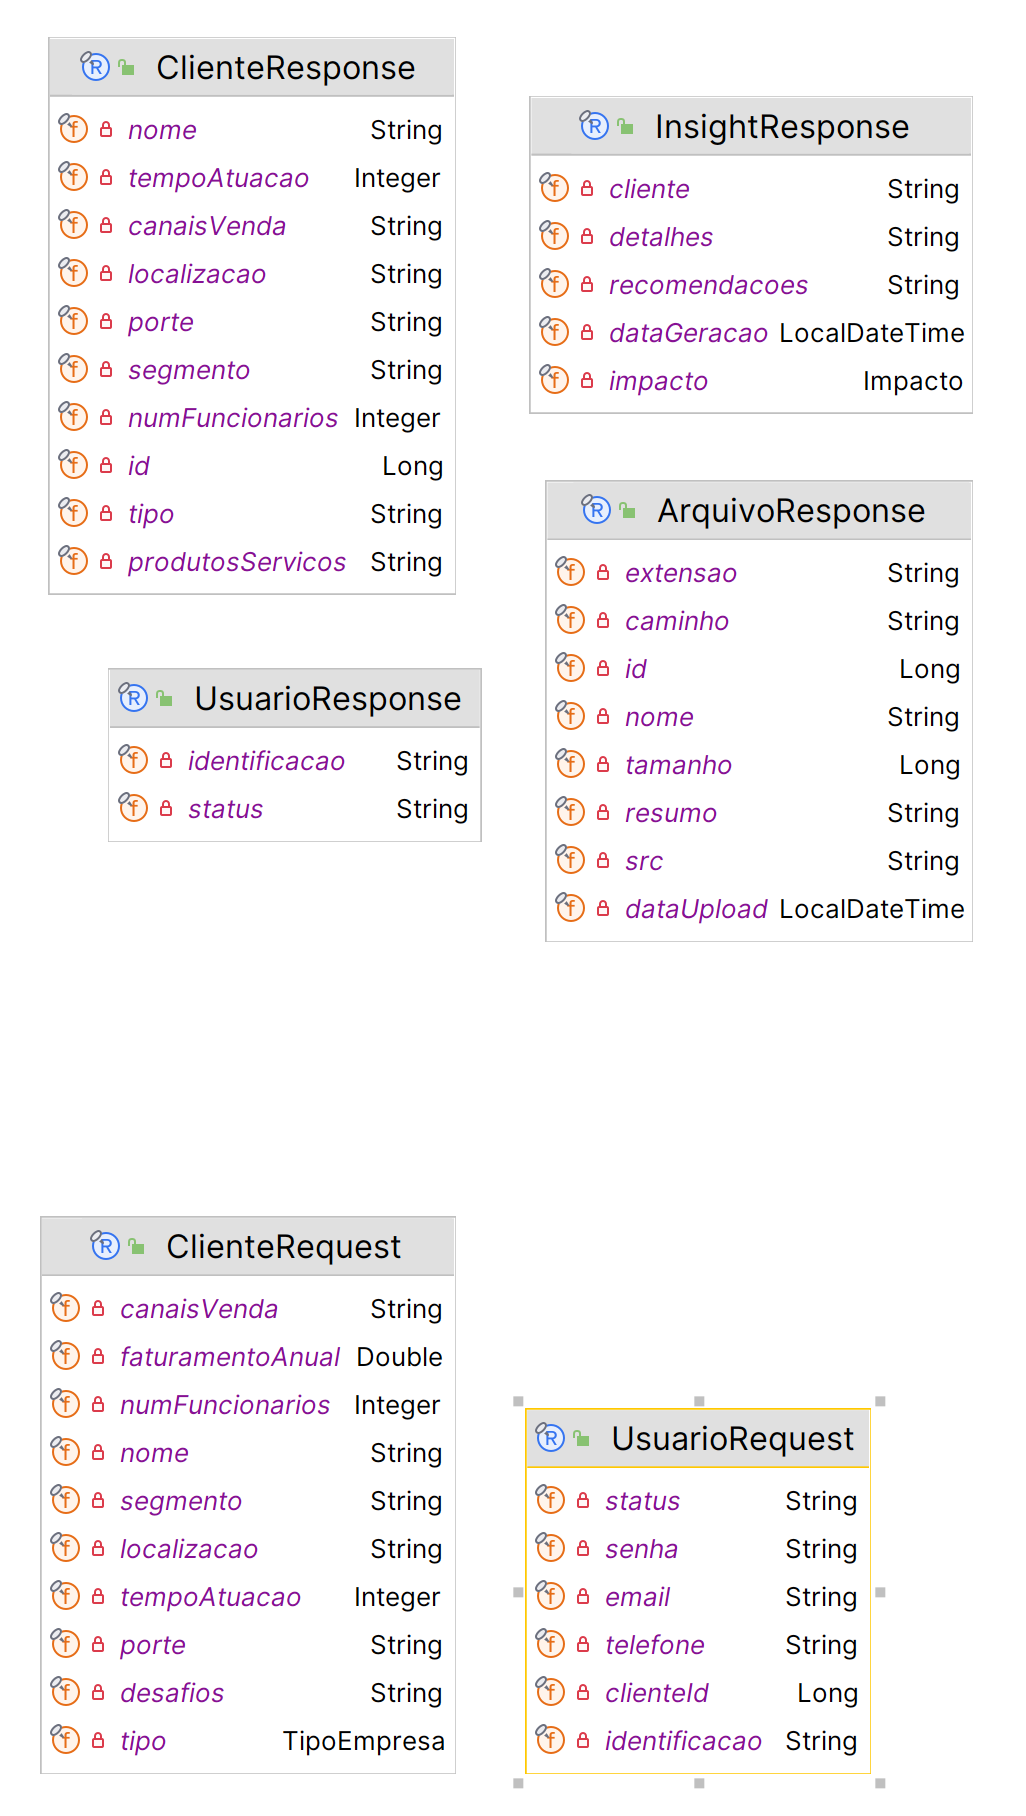 ClienteResponse
nome String
tempoAtuacao Integer
canaisVenda String
localizacao String
porte String
segmento String
numFuncionarios Integer
id Long
tipo String
produtosServicos String
InsightResponse
cliente String
detalhes String
recomendacoes String
dataGeracao LocalDateTime
impacto Impacto
ArquivoResponse
extensao String
caminho String
id Long
nome String
tamanho Long
resumo String
src String
dataUpload LocalDateTime
UsuarioResponse
identificacao String
status String
ClienteRequest
canaisVenda String
faturamentoAnual Double
numFuncionarios Integer
nome String
segmento String
localizacao String
tempoAtuacao Integer
porte String
desafios String
tipo TipoEmpresa
UsuarioRequest
status String
senha String
email String
telefone String
clienteId Long
identificacao String